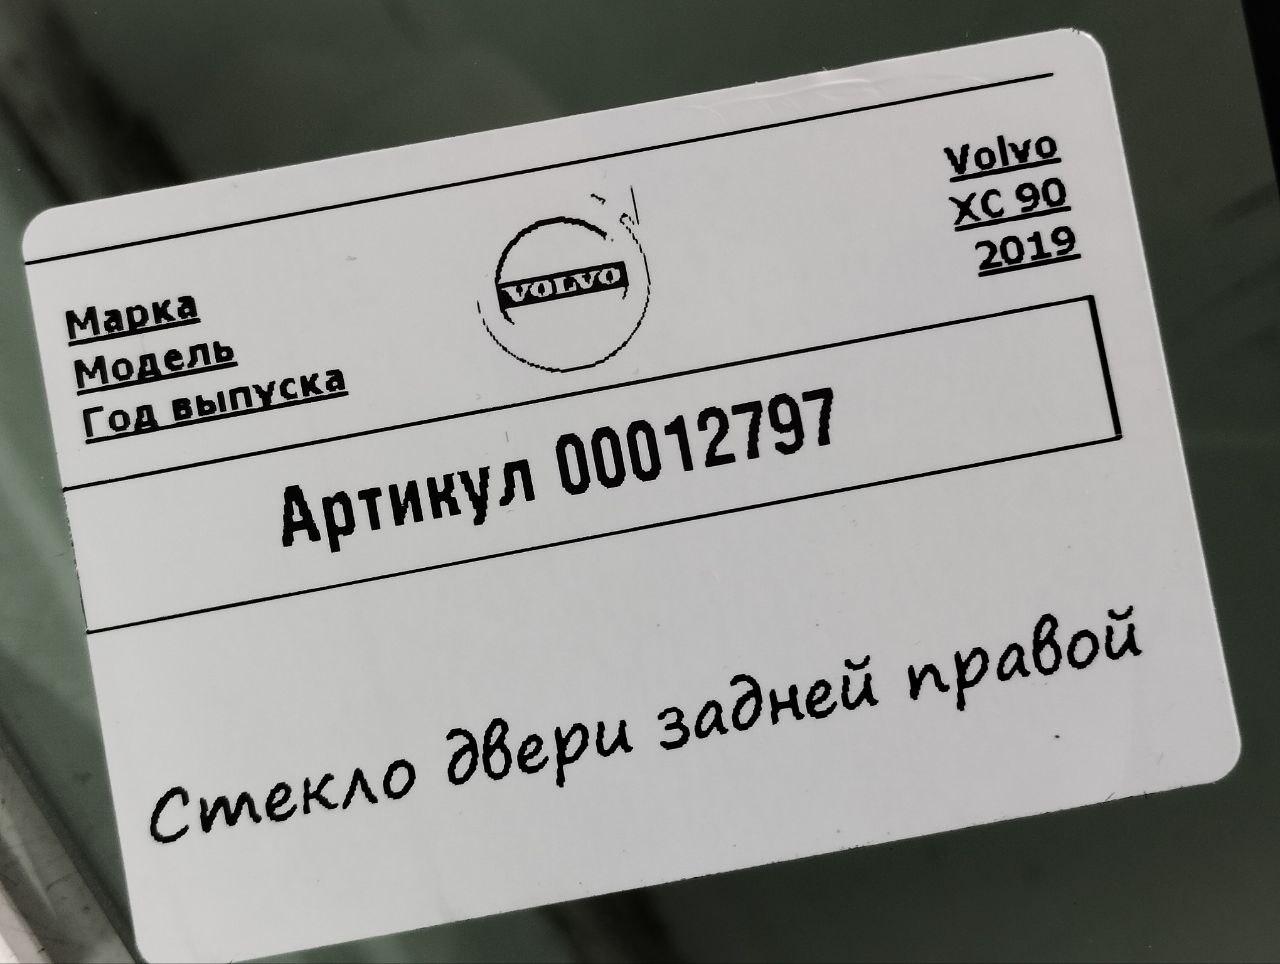 Марка Volvo
Модель XC 90
Год выпуска 2019
VOLVO
Артикул 00012797
Стекло двери задней правой